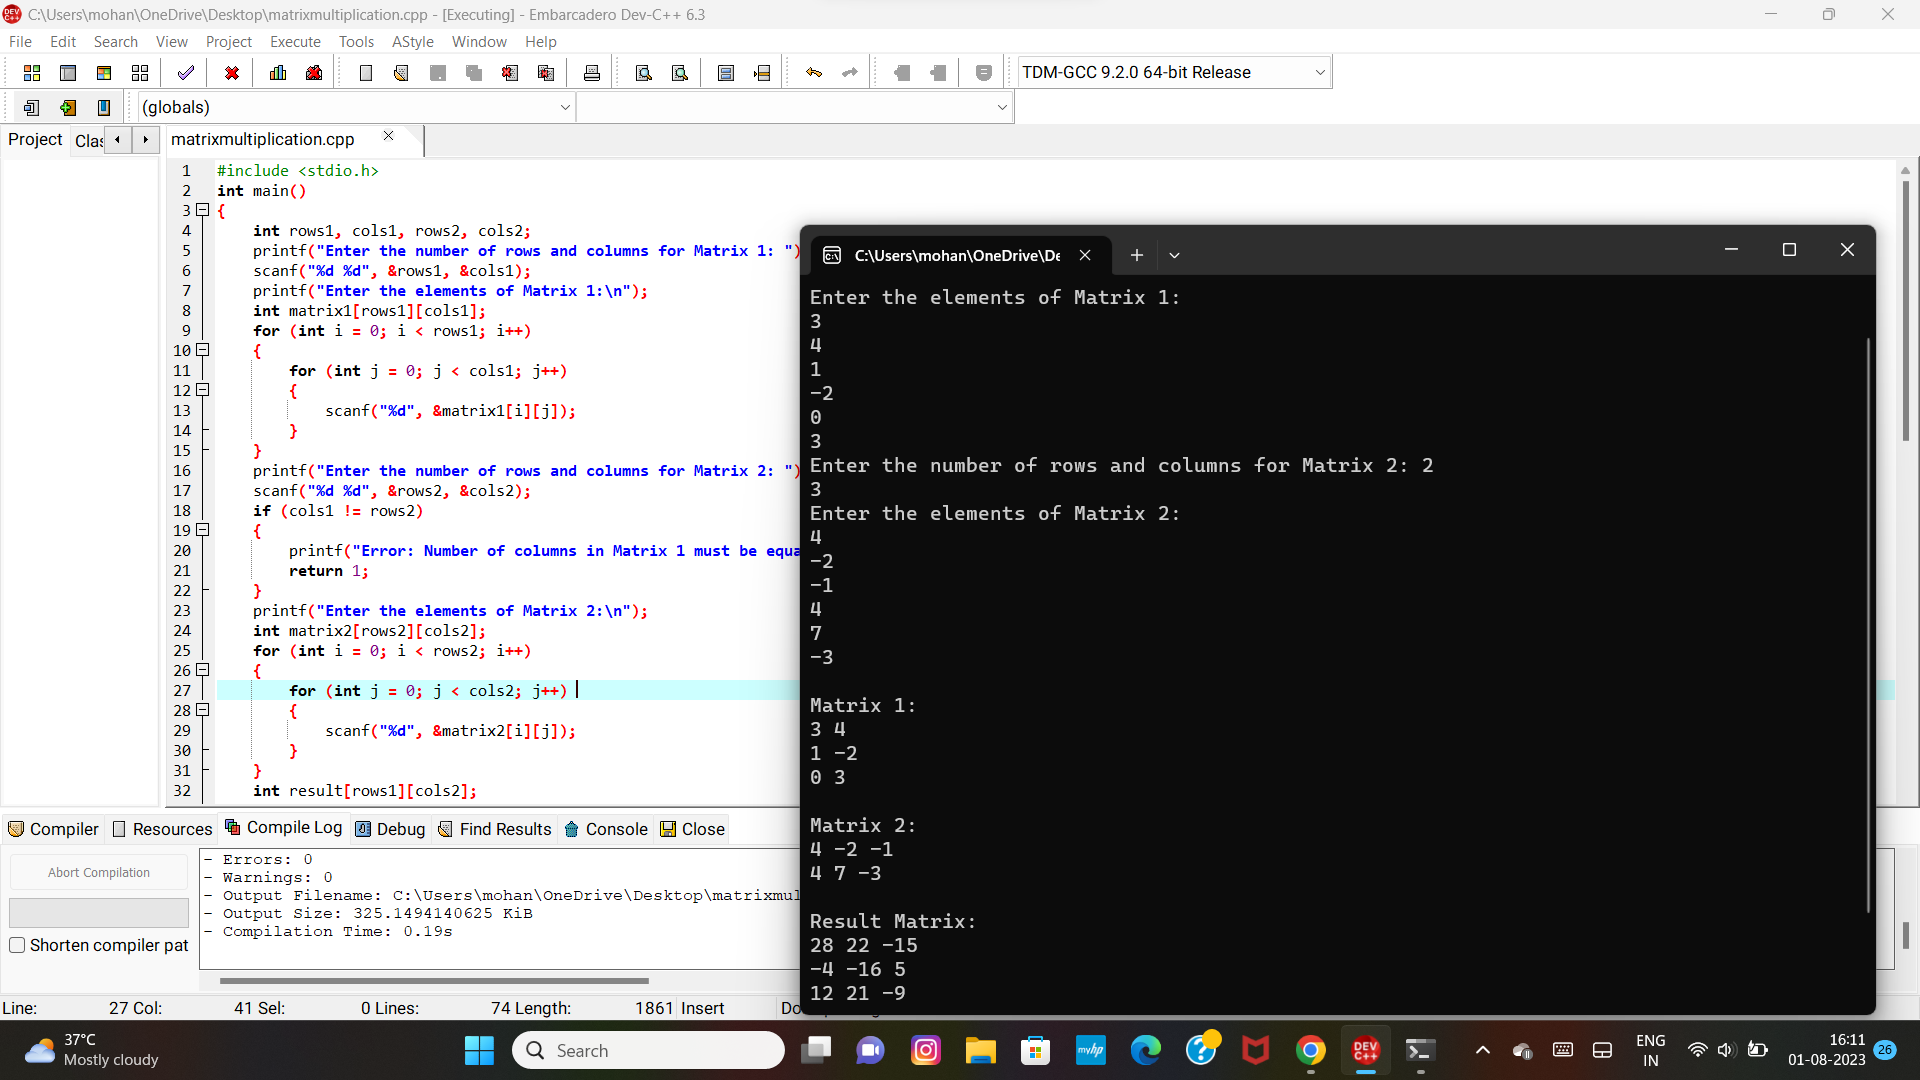 C:\Users\mohan\OneDrive\Desktop\matrixmultiplication.cpp - [Executing] - Embarcadero Dev-C++ 6.3
File Edit Search View Project Execute Tools AStyle Window Help
TDM-GCC 9.2.0 64-bit Release
(globals)
Project Clas matrixmultiplication.cpp
1 #include <stdio.h>
2 int main()
3 {
4 int rows1, cols1, rows2, cols2;
5 printf("Enter the number of rows and columns for Matrix 1: ")
6 scanf("%d %d", &rows1, &cols1);
7 printf("Enter the elements of Matrix 1:\n");
8 int matrix1[rows1][cols1];
9 for (int i = 0; i < rows1; i++)
10 {
11 for (int j = 0; j < cols1; j++)
12 {
13 scanf("%d", &matrix1[i][j]);
14 }
15 }
16 printf("Enter the number of rows and columns for Matrix 2: ")
17 scanf("%d %d", &rows2, &cols2);
18 if (cols1 != rows2)
19 {
20 printf("Error: Number of columns in Matrix 1 must be equa
21 return 1;
22 }
23 printf("Enter the elements of Matrix 2:\n");
24 int matrix2[rows2][cols2];
25 for (int i = 0; i < rows2; i++)
26 {
27 for (int j = 0; j < cols2; j++)
28 {
29 scanf("%d", &matrix2[i][j]);
30 }
31 }
32 int result[rows1][cols2];
C:\Users\mohan\OneDrive\De
Enter the elements of Matrix 1:
3
4
1
-2
0
3
Enter the number of rows and columns for Matrix 2: 2
3
Enter the elements of Matrix 2:
4
-2
-1
4
7
-3
Matrix 1:
3 4
1 -2
0 3
Matrix 2:
4 -2 -1
4 7 -3
Result Matrix:
28 22 -15
-4 -16 5
12 21 -9
Compiler Resources Compile Log Debug Find Results Console Close
Abort Compilation
Shorten compiler pat
- Errors: 0
- Warnings: 0
- Output Filename: C:\Users\mohan\OneDrive\Desktop\matrixmul
- Output Size: 325.1494140625 KiB
- Compilation Time: 0.19s
Line: 27 Col: 41 Sel: 0 Lines: 74 Length: 1861 Insert
37°C
Mostly cloudy
Search
myhp
DEV C++
ENG
IN
16:11
01-08-2023
26